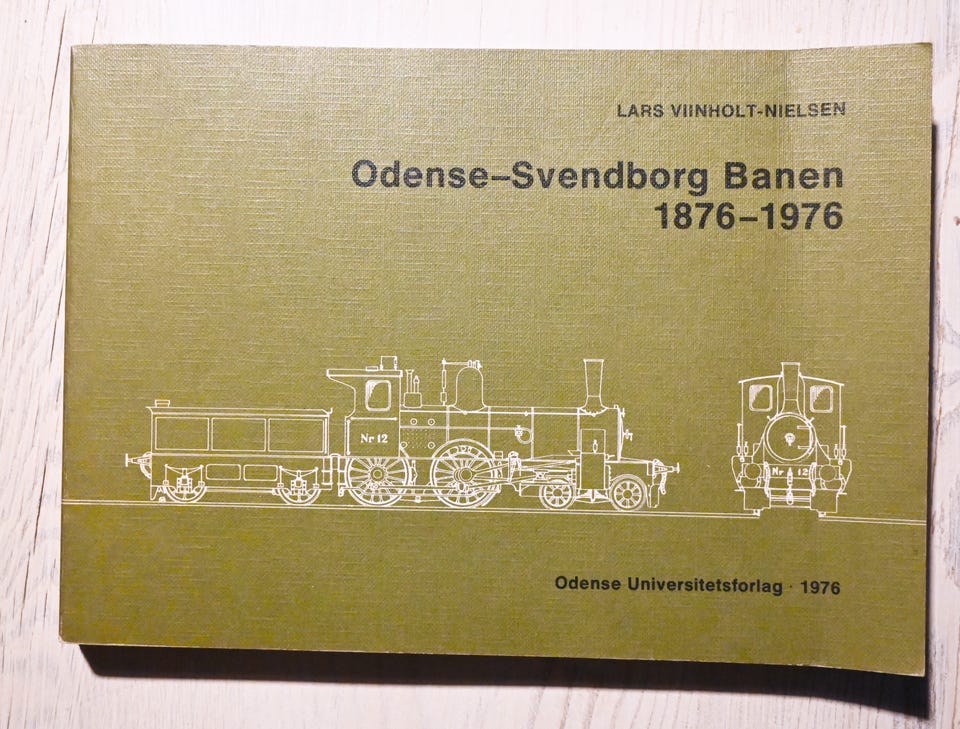 LARS VIINHOLT-NIELSEN
Odense–Svendborg Banen
1876–1976
Nr 12
Nr 12
Odense Universitetsforlag · 1976